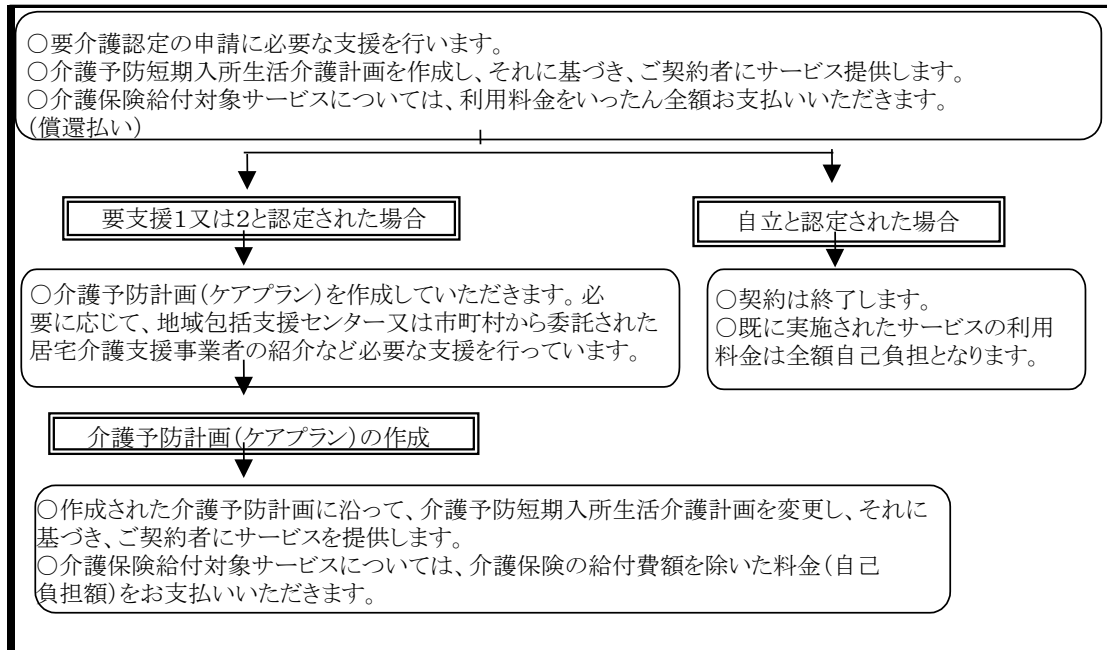 ○要介護認定の申請に必要な支援を行います。
○介護予防短期入所生活介護計画を作成し、それに基づき、ご契約者にサービス提供します。
○介護保険給付対象サービスについては、利用料金をいったん全額お支払いいただきます。
(償還払い)
要支援1又は2と認定された場合
自立と認定された場合
○介護予防計画(ケアプラン)を作成していただきます。必
要に応じて、地域包括支援センター又は市町村から委託された
居宅介護支援事業者の紹介など必要な支援を行っています。
○契約は終了します。
○既に実施されたサービスの利用
料金は全額自己負担となります。
介護予防計画(ケアプラン)の作成
○作成された介護予防計画に沿って、介護予防短期入所生活介護計画を変更し、それに
基づき、ご契約者にサービスを提供します。
○介護保険給付対象サービスについては、介護保険の給付費額を除いた料金(自己
負担額)をお支払いいただきます。